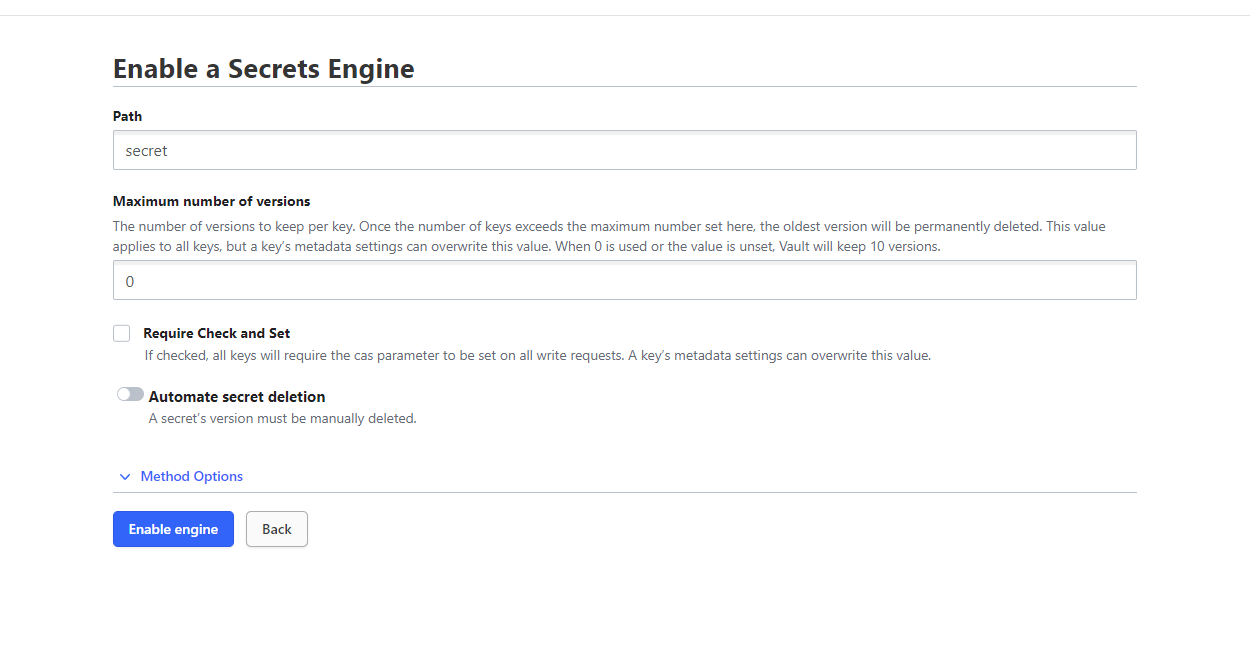 Enable a Secrets Engine
Path
secret
Maximum number of versions
The number of versions to keep per key. Once the number of keys exceeds the maximum number set here, the oldest version will be permanently deleted. This value
applies to all keys, but a key’s metadata settings can overwrite this value. When 0 is used or the value is unset, Vault will keep 10 versions.
0
Require Check and Set
If checked, all keys will require the cas parameter to be set on all write requests. A key’s metadata settings can overwrite this value.
Automate secret deletion
A secret’s version must be manually deleted.
Method Options
Enable engine
Back